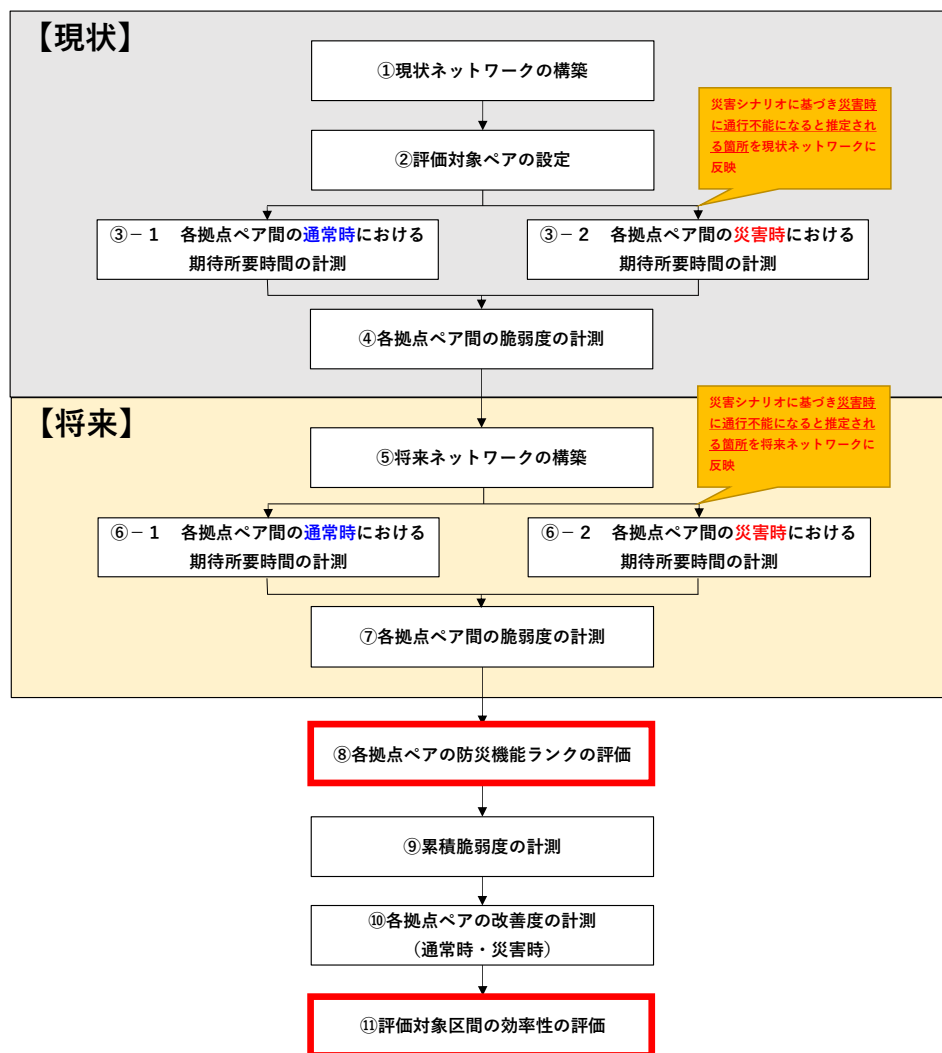 【現状】
①現状ネットワークの構築
災害シナリオに基づき災害時
に通行不能になると推定され
る箇所を現状ネットワークに
反映
②評価対象ペアの設定
③－１　各拠点ペア間の通常時における
期待所要時間の計測
③－２　各拠点ペア間の災害時における
期待所要時間の計測
④各拠点ペア間の脆弱度の計測
【将来】
災害シナリオに基づき災害時
に通行不能になると推定され
る箇所を将来ネットワークに
反映
⑤将来ネットワークの構築
⑥－１　各拠点ペア間の通常時における
期待所要時間の計測
⑥－２　各拠点ペア間の災害時における
期待所要時間の計測
⑦各拠点ペア間の脆弱度の計測
⑧各拠点ペアの防災機能ランクの評価
⑨累積脆弱度の計測
⑩各拠点ペアの改善度の計測
（通常時・災害時）
⑪評価対象区間の効率性の評価